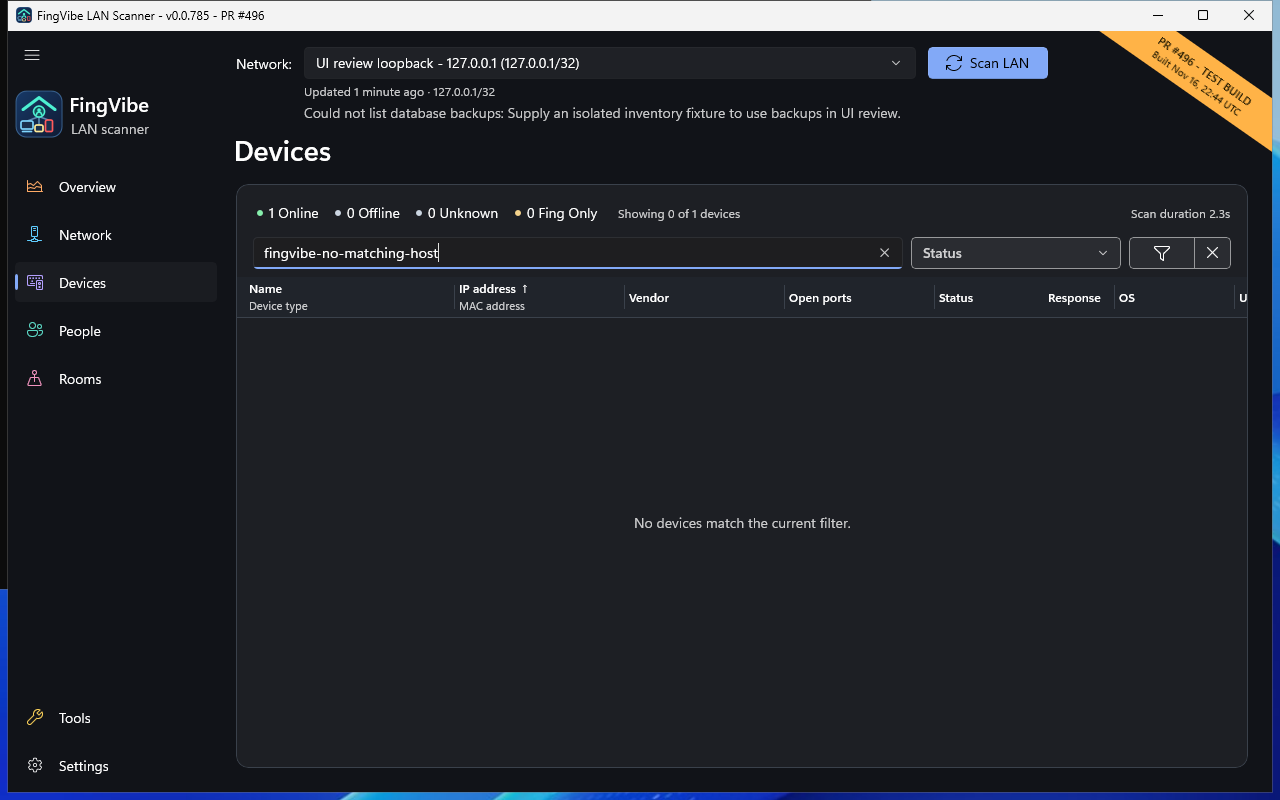 FingVibe LAN Scanner - v0.0.785 - PR #496
Network:
UI review loopback - 127.0.0.1 (127.0.0.1/32)
Scan LAN
Updated 1 minute ago · 127.0.0.1/32
Could not list database backups: Supply an isolated inventory fixture to use backups in UI review.
PR #496 - TEST BUILD
Built Nov 16, 22:44 UTC
FingVibe
LAN scanner
Overview
Network
Devices
People
Rooms
Tools
Settings
Devices
1 Online
0 Offline
0 Unknown
0 Fing Only
Showing 0 of 1 devices
Scan duration 2.3s
fingvibe-no-matching-host
Status
Name
Device type
IP address ↑
MAC address
Vendor
Open ports
Status
Response
OS
U
No devices match the current filter.